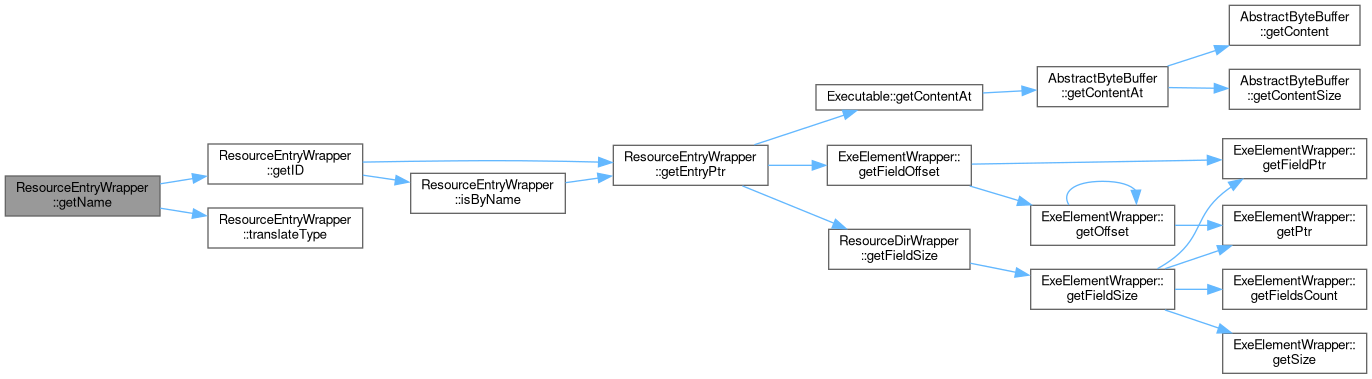 ResourceEntryWrapper
::getName
ResourceEntryWrapper
::getID
ResourceEntryWrapper
::translateType
ResourceEntryWrapper
::isByName
ResourceEntryWrapper
::getEntryPtr
Executable::getContentAt
ExeElementWrapper::
getFieldOffset
ResourceDirWrapper
::getFieldSize
AbstractByteBuffer
::getContentAt
ExeElementWrapper::
getOffset
ExeElementWrapper::
getFieldSize
AbstractByteBuffer
::getContent
AbstractByteBuffer
::getContentSize
ExeElementWrapper::
getFieldPtr
ExeElementWrapper::
getPtr
ExeElementWrapper::
getFieldsCount
ExeElementWrapper::
getSize